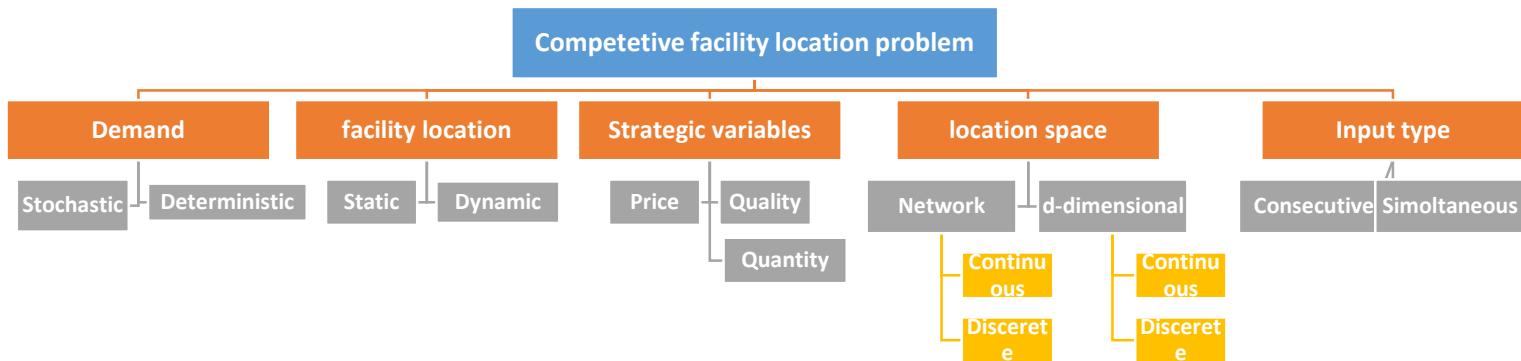 Competetive facility location problem
Demand
facility location
Strategic variables
location space
Input type
Stochastic
Deterministic
Static
Dynamic
Price
Quality
Quantity
Network
d-dimensional
Consecutive
Simoltaneous
Continu
ous
Disceret
e
Continu
ous
Disceret
e